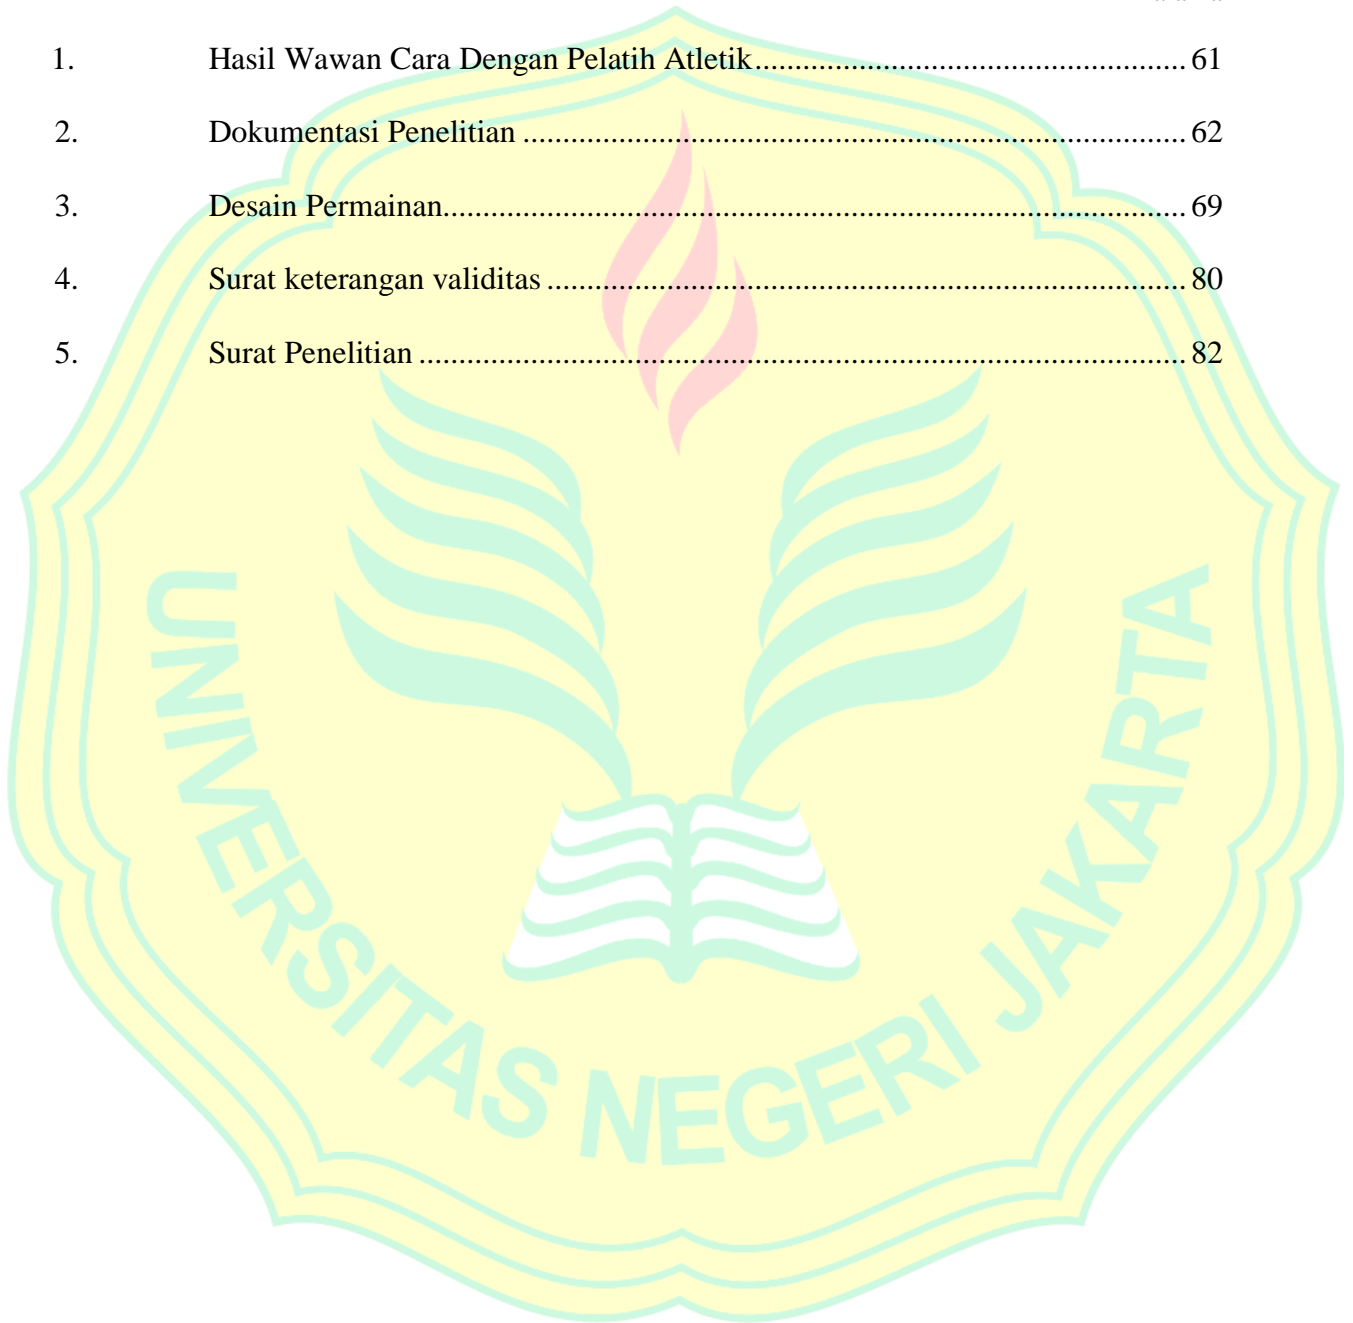 1. Hasil Wawan Cara Dengan Pelatih Atletik.................................................... 61
2. Dokumentasi Penelitian ................................................................................ 62
3. Desain Permainan......................................................................................... 69
4. Surat keterangan validitas ............................................................................. 80
5. Surat Penelitian ............................................................................................ 82
UNIVERSITAS NEGERI JAKARTA